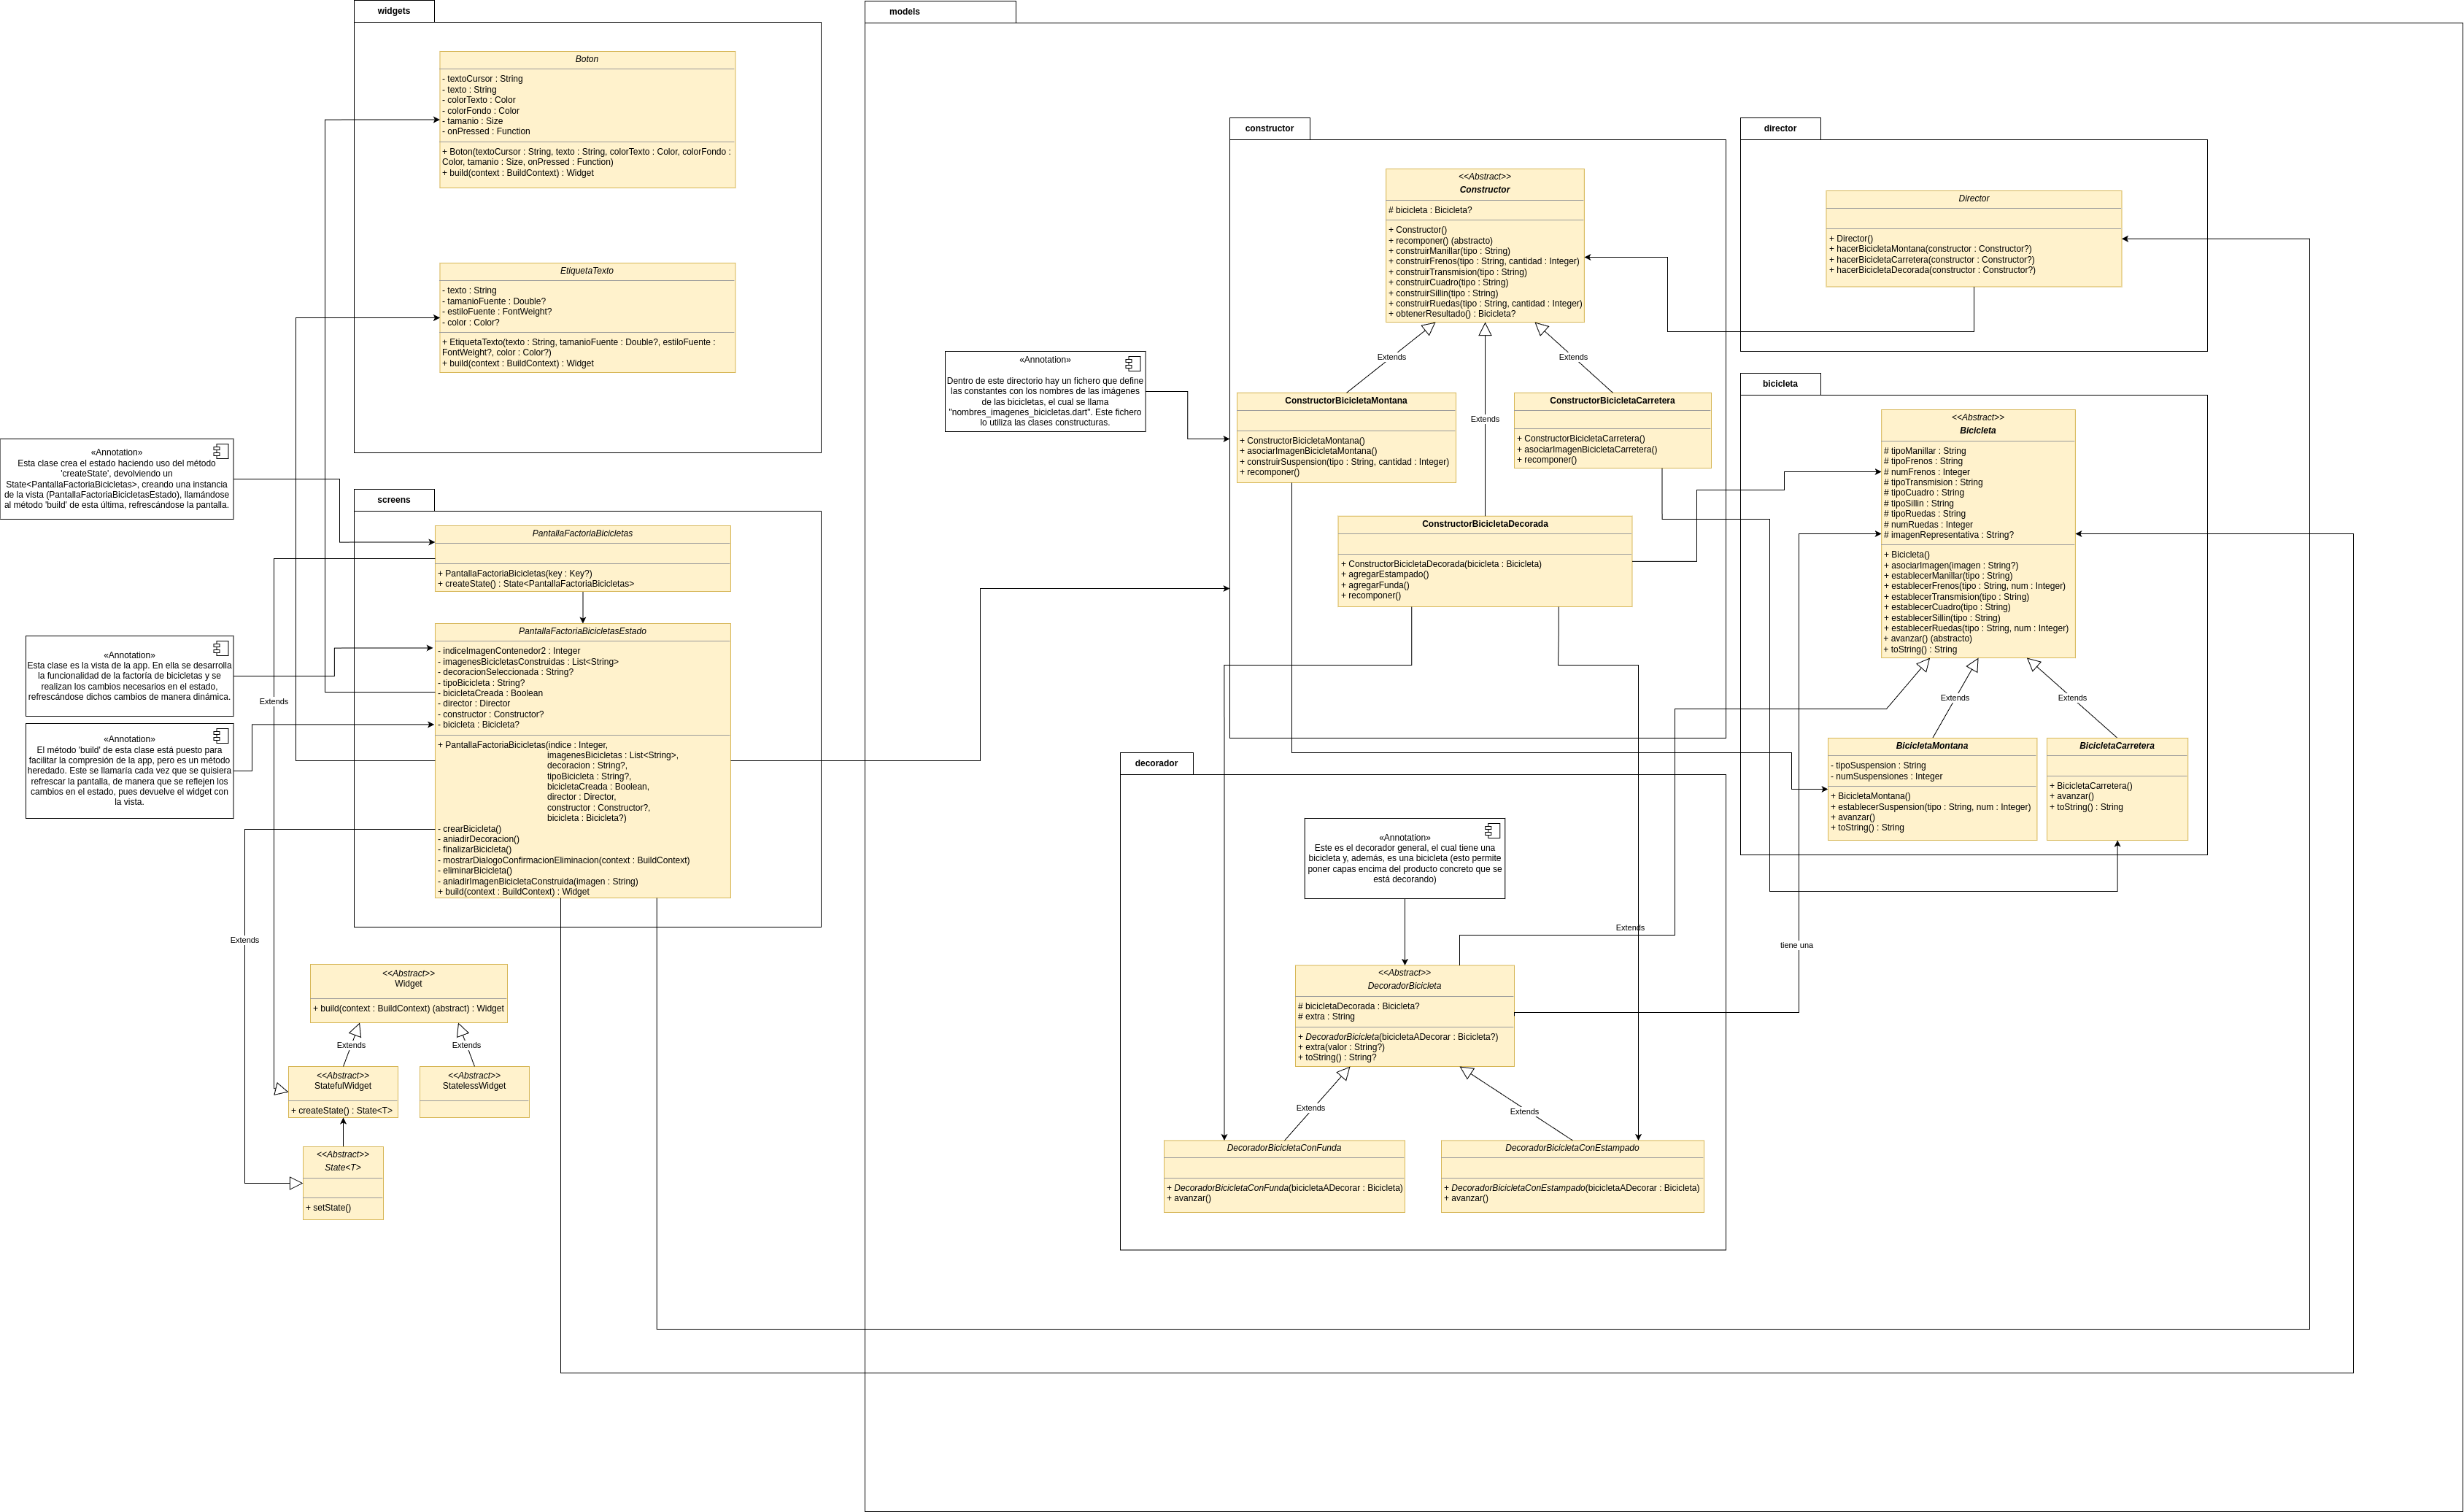 widgets
Boton
- textoCursor : String
- texto : String
- colorTexto : Color
- colorFondo : Color
- tamanio : Size
- onPressed : Function
+ Boton(textoCursor : String, texto : String, colorTexto : Color, colorFondo :
Color, tamanio : Size, onPressed : Function)
+ build(context : BuildContext) : Widget
EtiquetaTexto
- texto : String
- tamanioFuente : Double?
- estiloFuente : FontWeight?
- color : Color?
+ EtiquetaTexto(texto : String, tamanioFuente : Double?, estiloFuente :
FontWeight?, color : Color?)
+ build(context : BuildContext) : Widget
«Annotation»
Esta clase crea el estado haciendo uso del método
'createState', devolviendo un
State<PantallaFactoriaBicicletas>, creando una instancia
de la vista (PantallaFactoriaBicicletasEstado), llamándose
al método 'build' de esta última, refrescándose la pantalla.
screens
PantallaFactoriaBicicletas
+ PantallaFactoriaBicicletas(key : Key?)
+ createState() : State<PantallaFactoriaBicicletas>
«Annotation»
Esta clase es la vista de la app. En ella se desarrolla
la funcionalidad de la factoría de bicicletas y se
realizan los cambios necesarios en el estado,
refrescándose dichos cambios de manera dinámica.
«Annotation»
El método 'build' de esta clase está puesto para
facilitar la compresión de la app, pero es un método
heredado. Este se llamaría cada vez que se quisiera
refrescar la pantalla, de manera que se reflejen los
cambios en el estado, pues devuelve el widget con
la vista.
PantallaFactoriaBicicletasEstado
- indiceImagenContenedor2 : Integer
- imagenesBicicletasConstruidas : List<String>
- decoracionSeleccionada : String?
- tipoBicicleta : String?
- bicicletaCreada : Boolean
- director : Director
- constructor : Constructor?
- bicicleta : Bicicleta?
+ PantallaFactoriaBicicletas(indice : Integer,
imagenesBicicletas : List<String>,
decoracion : String?,
tipoBicicleta : String?,
bicicletaCreada : Boolean,
director : Director,
constructor : Constructor?,
bicicleta : Bicicleta?)
- crearBicicleta()
- aniadirDecoracion()
- finalizarBicicleta()
- mostrarDialogoConfirmacionEliminacion(context : BuildContext)
- eliminarBicicleta()
- aniadirImagenBicicletaConstruida(imagen : String)
+ build(context : BuildContext) : Widget
Extends
Extends
<<Abstract>>
Widget
+ build(context : BuildContext) (abstract) : Widget
Extends
Extends
<<Abstract>>
StatefulWidget
+ createState() : State<T>
<<Abstract>>
StatelessWidget
<<Abstract>>
State<T>
+ setState()
models
«Annotation»
Dentro de este directorio hay un fichero que define
las constantes con los nombres de las imágenes
de las bicicletas, el cual se llama
"nombres_imagenes_bicicletas.dart". Este fichero
lo utiliza las clases constructuras.
constructor
<<Abstract>>
Constructor
# bicicleta : Bicicleta?
+ Constructor()
+ recomponer() (abstracto)
+ construirManillar(tipo : String)
+ construirFrenos(tipo : String, cantidad : Integer)
+ construirTransmision(tipo : String)
+ construirCuadro(tipo : String)
+ construirSillin(tipo : String)
+ construirRuedas(tipo : String, cantidad : Integer)
+ obtenerResultado() : Bicicleta?
Extends
Extends
Extends
ConstructorBicicletaMontana
+ ConstructorBicicletaMontana()
+ asociarImagenBicicletaMontana()
+ construirSuspension(tipo : String, cantidad : Integer)
+ recomponer()
ConstructorBicicletaCarretera
+ ConstructorBicicletaCarretera()
+ asociarImagenBicicletaCarretera()
+ recomponer()
ConstructorBicicletaDecorada
+ ConstructorBicicletaDecorada(bicicleta : Bicicleta)
+ agregarEstampado()
+ agregarFunda()
+ recomponer()
director
Director
+ Director()
+ hacerBicicletaMontana(constructor : Constructor?)
+ hacerBicicletaCarretera(constructor : Constructor?)
+ hacerBicicletaDecorada(constructor : Constructor?)
bicicleta
<<Abstract>>
Bicicleta
# tipoManillar : String
# tipoFrenos : String
# numFrenos : Integer
# tipoTransmision : String
# tipoCuadro : String
# tipoSillin : String
# tipoRuedas : String
# numRuedas : Integer
# imagenRepresentativa : String?
+ Bicicleta()
+ asociarImagen(imagen : String?)
+ establecerManillar(tipo : String)
+ establecerFrenos(tipo : String, num : Integer)
+ establecerTransmision(tipo : String)
+ establecerCuadro(tipo : String)
+ establecerSillin(tipo : String)
+ establecerRuedas(tipo : String, num : Integer)
+ avanzar() (abstracto)
+ toString() : String
Extends
Extends
BicicletaMontana
- tipoSuspension : String
- numSuspensiones : Integer
+ BicicletaMontana()
+ establecerSuspension(tipo : String, num : Integer)
+ avanzar()
+ toString() : String
BicicletaCarretera
+ BicicletaCarretera()
+ avanzar()
+ toString() : String
decorador
«Annotation»
Este es el decorador general, el cual tiene una
bicicleta y, además, es una bicicleta (esto permite
poner capas encima del producto concreto que se
está decorando)
Extends
tiene una
<<Abstract>>
DecoradorBicicleta
# bicicletaDecorada : Bicicleta?
# extra : String
+ DecoradorBicicleta(bicicletaADecorar : Bicicleta?)
+ extra(valor : String?)
+ toString() : String?
Extends
Extends
DecoradorBicicletaConFunda
+ DecoradorBicicletaConFunda(bicicletaADecorar : Bicicleta)
+ avanzar()
DecoradorBicicletaConEstampado
+ DecoradorBicicletaConEstampado(bicicletaADecorar : Bicicleta)
+ avanzar()